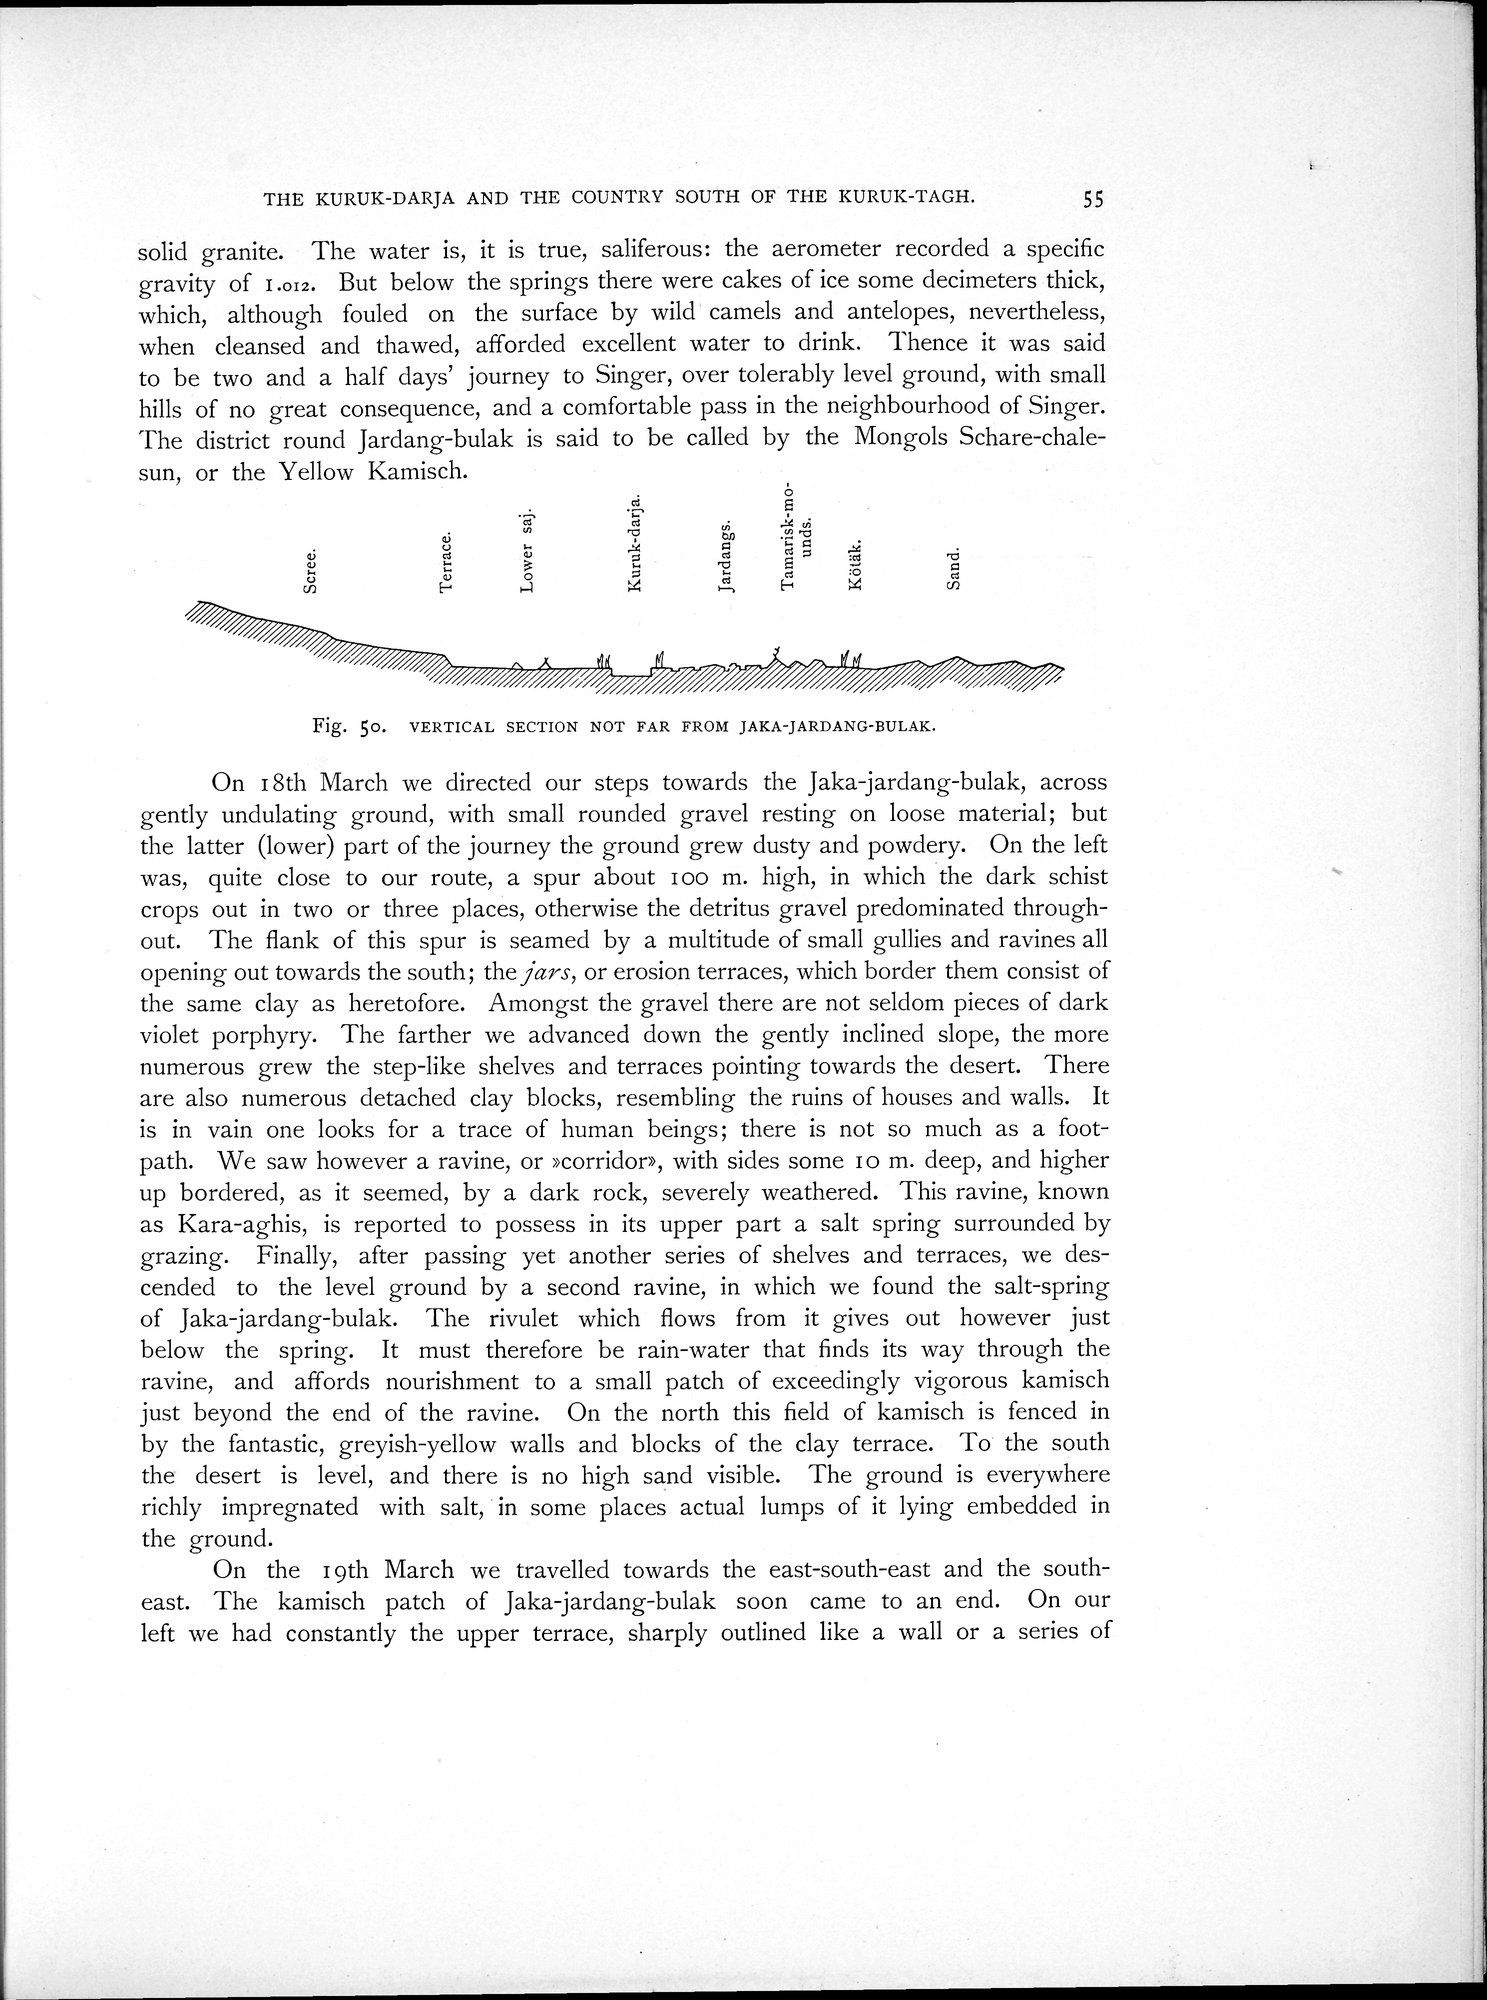 THE KURUK-DARJA AND THE COUNTRY SOUTH OF THE KURUK-TAGH. 55
solid granite. The water is, it is true, saliferous: the aerometer recorded a specific
gravity of 1.012. But below the springs there were cakes of ice some decimeters thick,
which, although fouled on the surface by wild camels and antelopes, nevertheless,
when cleansed and thawed, afforded excellent water to drink. Thence it was said
to be two and a half days' journey to Singer, over tolerably level ground, with small
hills of no great consequence, and a comfortable pass in the neighbourhood of Singer.
The district round Jardang-bulak is said to be called by the Mongols Schare-chale-
sun, or the Yellow Kamisch.
Scree.
Terrace.
Lower saj.
Kuruk-darja.
Jardangs.
Tamarisk-mo-
unds.
Kötäk.
Sand.
Fig. 50. VERTICAL SECTION NOT FAR FROM JAKA-JARDANG-BULAK.
On 18th March we directed our steps towards the Jaka-jardang-bulak, across
gently undulating ground, with small rounded gravel resting on loose material; but
the latter (lower) part of the journey the ground grew dusty and powdery. On the left
was, quite close to our route, a spur about 100 m. high, in which the dark schist
crops out in two or three places, otherwise the detritus gravel predominated through-
out. The flank of this spur is seamed by a multitude of small gullies and ravines all
opening out towards the south; the jars, or erosion terraces, which border them consist of
the same clay as heretofore. Amongst the gravel there are not seldom pieces of dark
violet porphyry. The farther we advanced down the gently inclined slope, the more
numerous grew the step-like shelves and terraces pointing towards the desert. There
are also numerous detached clay blocks, resembling the ruins of houses and walls. It
is in vain one looks for a trace of human beings; there is not so much as a foot-
path. We saw however a ravine, or »corridor», with sides some 10 m. deep, and higher
up bordered, as it seemed, by a dark rock, severely weathered. This ravine, known
as Kara-aghis, is reported to possess in its upper part a salt spring surrounded by
grazing. Finally, after passing yet another series of shelves and terraces, we des-
cended to the level ground by a second ravine, in which we found the salt-spring
of Jaka-jardang-bulak. The rivulet which flows from it gives out however just
below the spring. It must therefore be rain-water that finds its way through the
ravine, and affords nourishment to a small patch of exceedingly vigorous kamisch
just beyond the end of the ravine. On the north this field of kamisch is fenced in
by the fantastic, greyish-yellow walls and blocks of the clay terrace. To the south
the desert is level, and there is no high sand visible. The ground is everywhere
richly impregnated with salt, in some places actual lumps of it lying embedded in
the ground.
On the 19th March we travelled towards the east-south-east and the south-
east. The kamisch patch of Jaka-jardang-bulak soon came to an end. On our
left we had constantly the upper terrace, sharply outlined like a wall or a series of